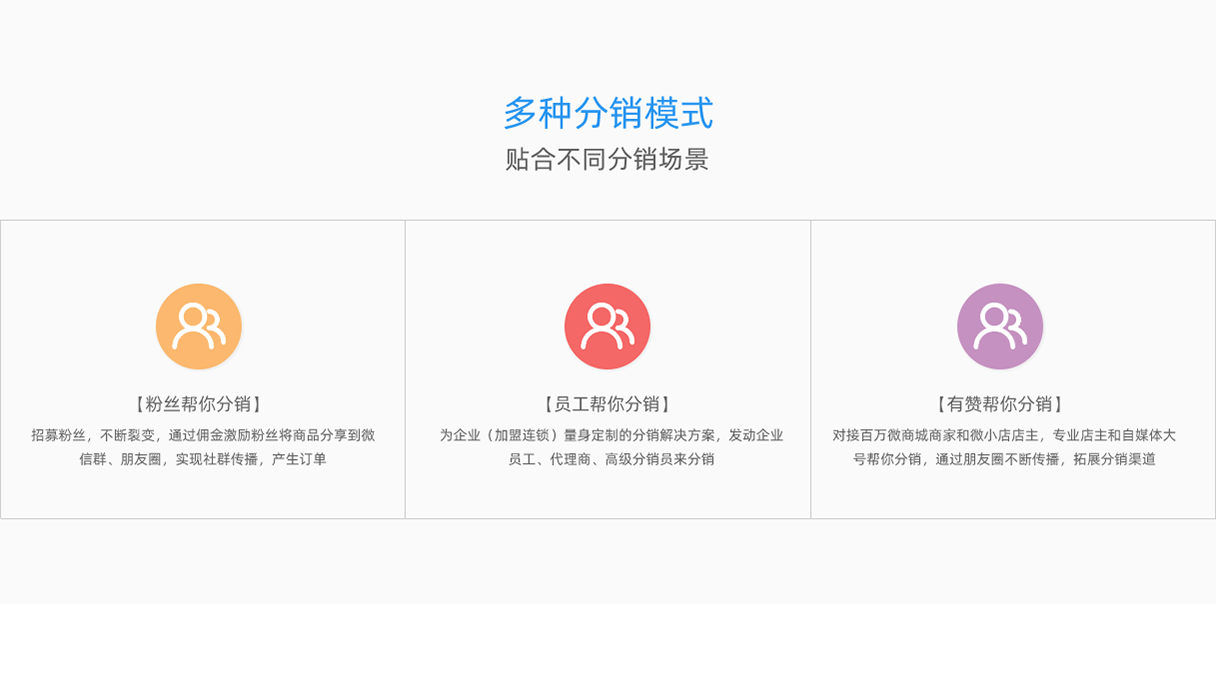 多种分销模式
贴合不同分销场景
【粉丝帮你分销】
招募粉丝，不断裂变，通过佣金激励粉丝将商品分享到微
信群、朋友圈，实现社群传播，产生订单
【员工帮你分销】
为企业（加盟连锁）量身定制的分销解决方案，发动企业
员工、代理商、高级分销员来分销
【有赞帮你分销】
对接百万微商城商家和微小店店主，专业店主和自媒体大
号帮你分销，通过朋友圈不断传播，拓展分销渠道